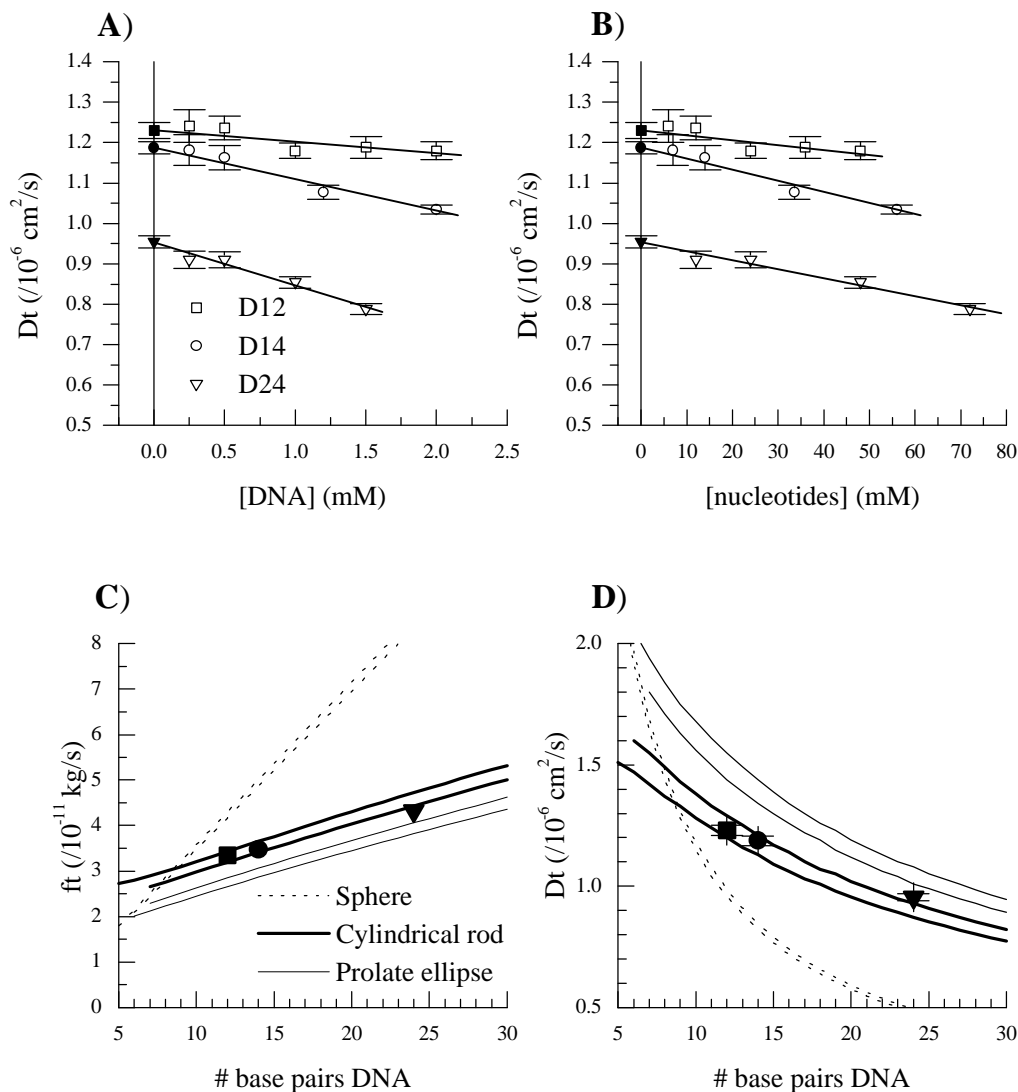 A)
1.4
1.3
1.2
1.1
1.0
0.9
0.8
0.7
0.6
0.5
Dt (/10⁻⁶ cm²/s)
D12
D14
D24
0.0 0.5 1.0 1.5 2.0 2.5
[DNA] (mM)
B)
1.4
1.3
1.2
1.1
1.0
0.9
0.8
0.7
0.6
0.5
Dt (/10⁻⁶ cm²/s)
0 10 20 30 40 50 60 70 80
[nucleotides] (mM)
C)
8
7
6
5
4
3
2
1
0
ft (/10⁻¹¹ kg/s)
Sphere
Cylindrical rod
Prolate ellipse
5 10 15 20 25 30
# base pairs DNA
D)
2.0
1.5
1.0
0.5
Dt (/10⁻⁶ cm²/s)
5 10 15 20 25 30
# base pairs DNA